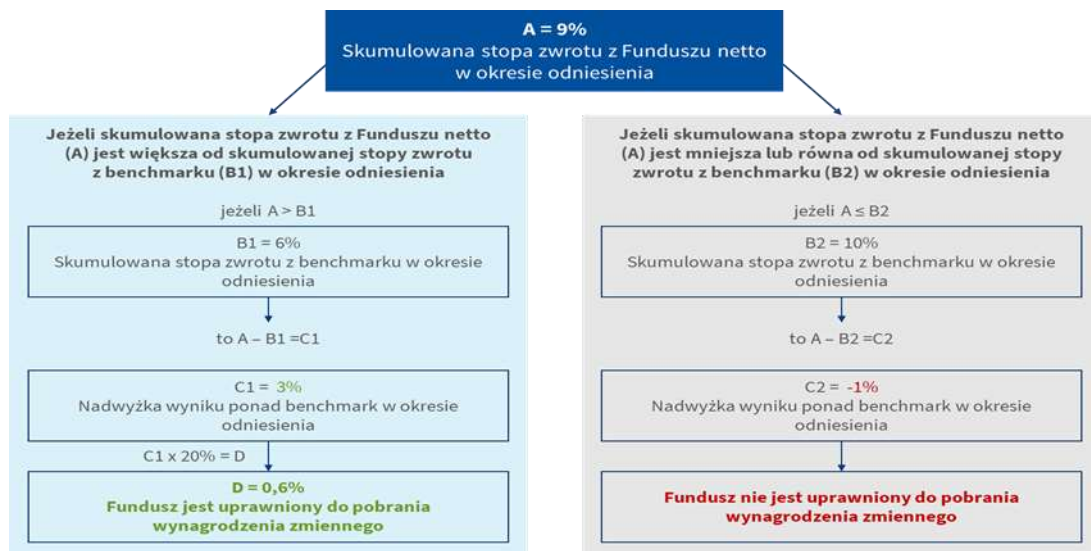 A = 9%
Skumulowana stopa zwrotu z Funduszu netto
w okresie odniesienia
Jeżeli skumulowana stopa zwrotu z Funduszu netto
(A) jest większa od skumulowanej stopy zwrotu
z benchmarku (B1) w okresie odniesienia
jeżeli A > B1
B1 = 6%
Skumulowana stopa zwrotu z benchmarku w okresie
odniesienia
to A – B1 =C1
C1 = 3%
Nadwyżka wyniku ponad benchmark w okresie
odniesienia
C1 x 20% = D
D = 0,6%
Fundusz jest uprawniony do pobrania
wynagrodzenia zmiennego
Jeżeli skumulowana stopa zwrotu z Funduszu netto
(A) jest mniejsza lub równa od skumulowanej stopy
zwrotu z benchmarku (B2) w okresie odniesienia
jeżeli A ≤ B2
B2 = 10%
Skumulowana stopa zwrotu z benchmarku w okresie
odniesienia
to A – B2 =C2
C2 = -1%
Nadwyżka wyniku ponad benchmark w okresie
odniesienia
Fundusz nie jest uprawniony do pobrania
wynagrodzenia zmiennego